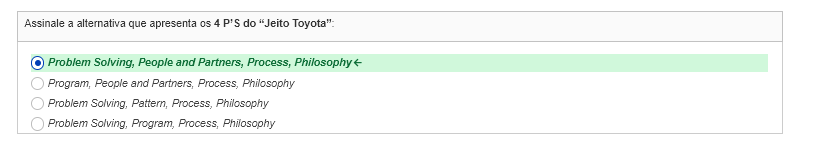 Assinale a alternativa que apresenta os 4 P'S do “Jeito Toyota”:
Problem Solving, People and Partners, Process, Philosophy←
Program, People and Partners, Process, Philosophy
Problem Solving, Pattern, Process, Philosophy
Problem Solving, Program, Process, Philosophy